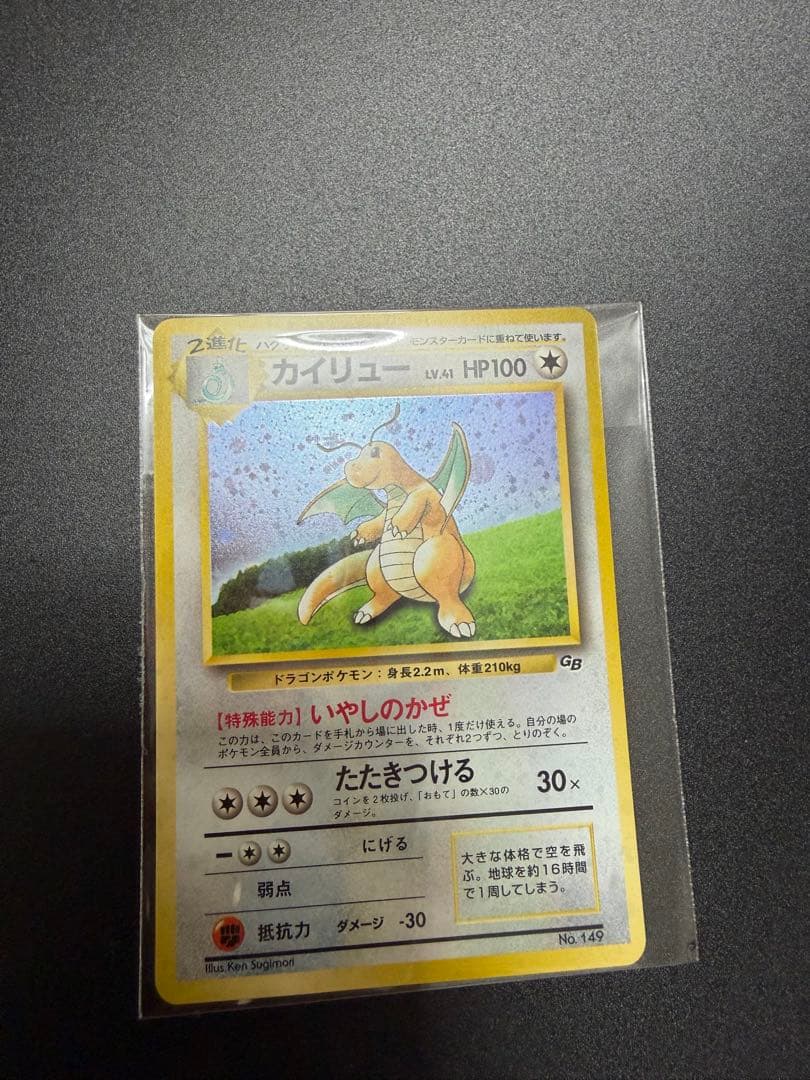 2進化 ハク モンスターカードに重ねて使います。
カイリュー LV.41 HP100
GB
ドラゴンポケモン：身長2.2m、体重210kg
【特殊能力】いやしのかぜ
この力は、このカードを手札から場に出した時、1度だけ使える。自分の場の
ポケモン全員から、ダメージカウンターを、それぞれ2つずつ、とりのぞく。
たたきつける 30×
コインを2枚投げ、「おもて」の数×30の
ダメージ。
にげる
弱点
抵抗力 ダメージ -30
大きな体格で空を飛
ぶ。地球を約16時間
で1周してしまう。
Illus. Ken Sugimori
No. 149